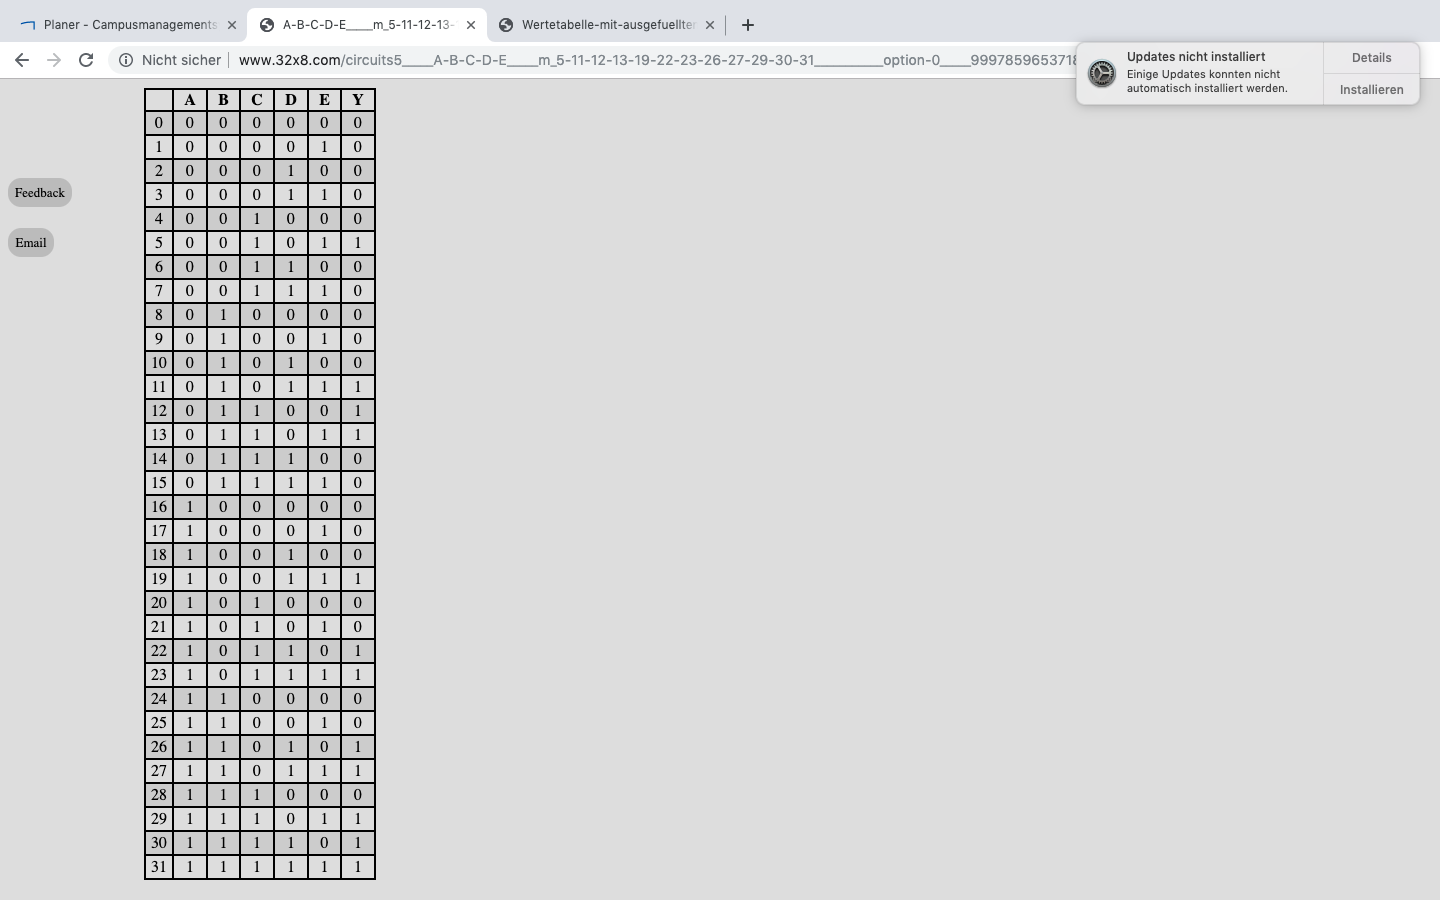 Planer - Campusmanagements
A-B-C-D-E____m_5-11-12-13-
Wertetabelle-mit-ausgefuellter
Nicht sicher | www.32x8.com/circuits5____A-B-C-D-E____m_5-11-12-13-19-22-23-26-27-29-30-31_________option-0____9997859653718
Updates nicht installiert
Einige Updates konnten nicht
automatisch installiert werden.
Details
Installieren
Feedback
Email
A B C D E Y
0 0 0 0 0 0 0
1 0 0 0 0 1 0
2 0 0 0 1 0 0
3 0 0 0 1 1 0
4 0 0 1 0 0 0
5 0 0 1 0 1 1
6 0 0 1 1 0 0
7 0 0 1 1 1 0
8 0 1 0 0 0 0
9 0 1 0 0 1 0
10 0 1 0 1 0 0
11 0 1 0 1 1 1
12 0 1 1 0 0 1
13 0 1 1 0 1 1
14 0 1 1 1 0 0
15 0 1 1 1 1 0
16 1 0 0 0 0 0
17 1 0 0 0 1 0
18 1 0 0 1 0 0
19 1 0 0 1 1 1
20 1 0 1 0 0 0
21 1 0 1 0 1 0
22 1 0 1 1 0 1
23 1 0 1 1 1 1
24 1 1 0 0 0 0
25 1 1 0 0 1 0
26 1 1 0 1 0 1
27 1 1 0 1 1 1
28 1 1 1 0 0 0
29 1 1 1 0 1 1
30 1 1 1 1 0 1
31 1 1 1 1 1 1